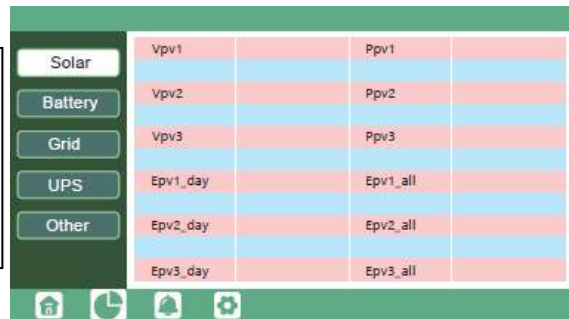 Solar
Battery
Grid
UPS
Other
Vpv1 Ppv1
Vpv2 Ppv2
Vpv3 Ppv3
Epv1_day Epv1_all
Epv2_day Epv2_all
Epv3_day Epv3_all